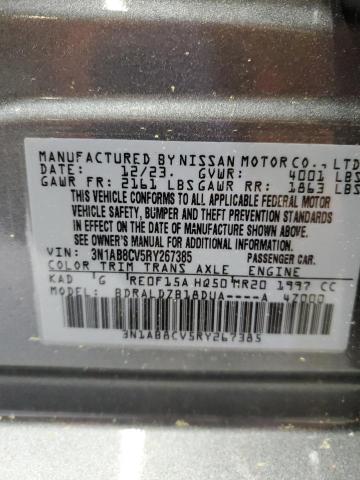 MANUFACTURED BY NISSAN MOTOR CO., LTD
DATE: 12/23. GVWR: 4001 LBS
GAWR FR: 2161 LBS GAWR RR: 1863 LBS
THIS VEHICLE CONFORMS TO ALL APPLICABLE
FEDERAL MOTOR
VEHICLE SAFETY, BUMPER AND THEFT PREVENTION
STANDARDS IN EFFECT ON THE DATE OF
MANUFACTURE SHOWN ABOVE.
SEE OWNER'S MANUAL FOR ADDITIONAL INFORMATION
VIN: 3N1AB8CV5RY267385 PASSENGER CAR.
COLOR TRIM TRANS AXLE ENGINE
KAD G RE0F15A HQ50 MR20 1997 CC
MODEL: BDRALDZB18DUA----A 47000
3N1AB8CV5RY267385